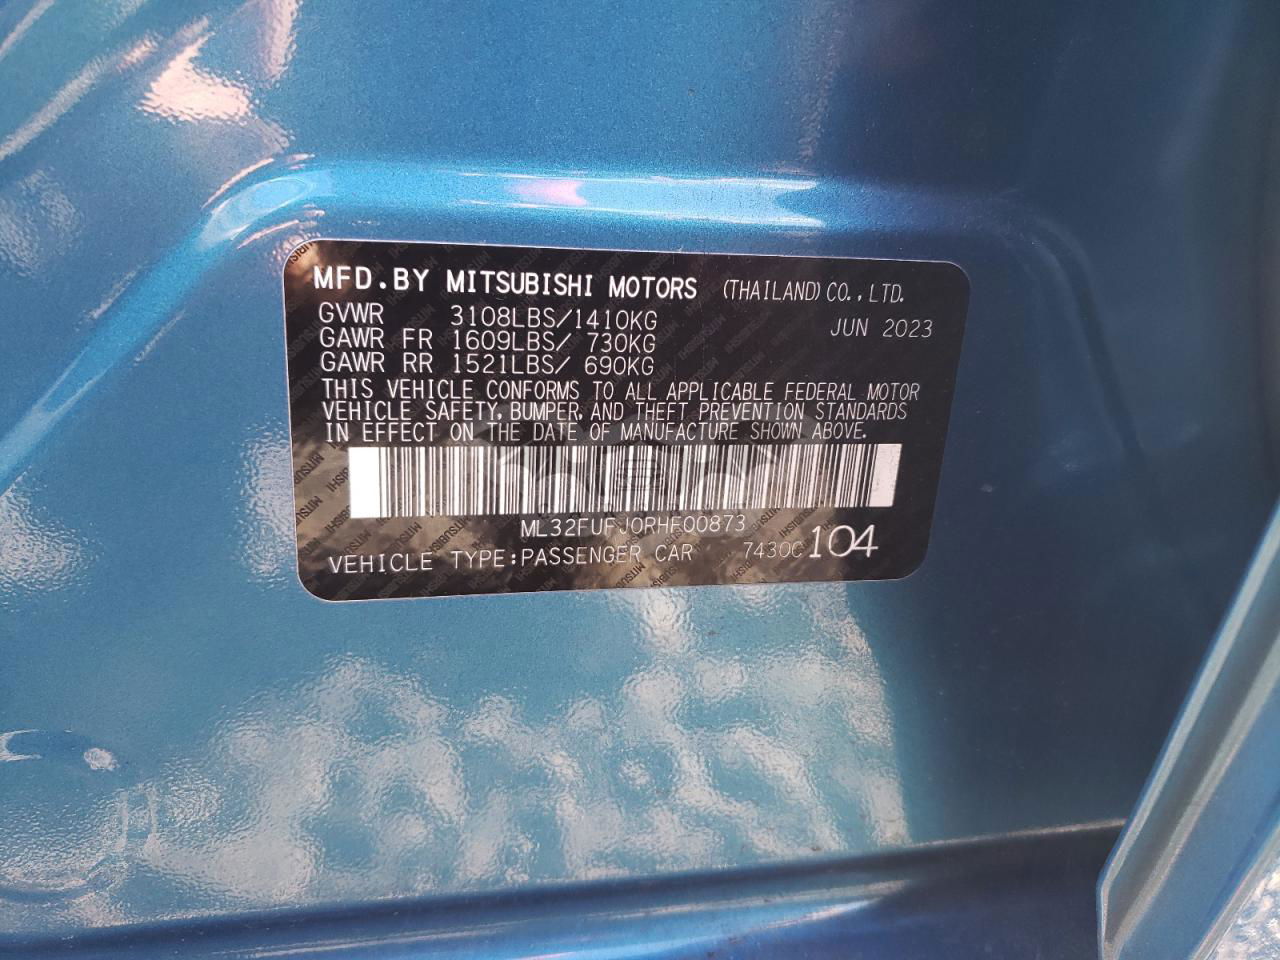 MFD.BY MITSUBISHI MOTORS (THAILAND) CO.,LTD.
GVWR 3108LBS/1410KG JUN 2023
GAWR FR 1609LBS/ 730KG
GAWR RR 1521LBS/ 690KG
THIS VEHICLE CONFORMS TO ALL APPLICABLE FEDERAL MOTOR
VEHICLE SAFETY, BUMPER, AND THEFT PREVENTION STANDARDS
IN EFFECT ON THE DATE OF MANUFACTURE SHOWN ABOVE.
ML32FUFJ0RHF00873
VEHICLE TYPE:PASSENGER CAR 7430C 104